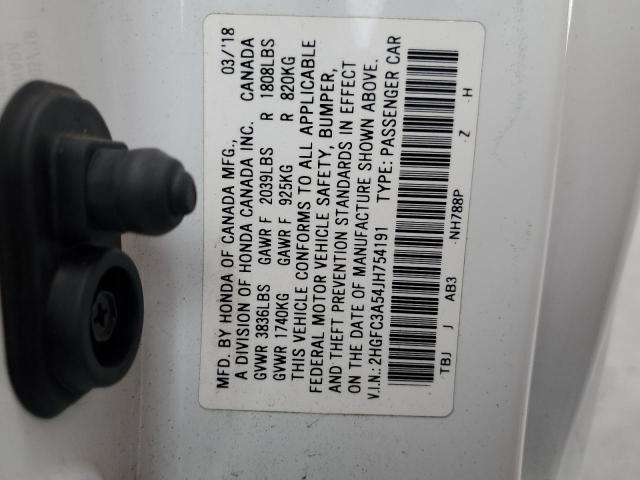 MFD. BY HONDA OF CANADA MFG., 03/'18
A DIVISION OF HONDA CANADA INC. CANADA
GVWR 3836LBS GAWR F 2039LBS R 1808LBS
GVWR 1740KG GAWR F 925KG R 820KG
THIS VEHICLE CONFORMS TO ALL APPLICABLE
FEDERAL MOTOR VEHICLE SAFETY, BUMPER,
AND THEFT PREVENTION STANDARDS IN EFFECT
ON THE DATE OF MANUFACTURE SHOWN ABOVE.
V.I.N.: 2HGFC3A54JH754191 TYPE: PASSENGER CAR
TBJ J AB3 NH788P Z H